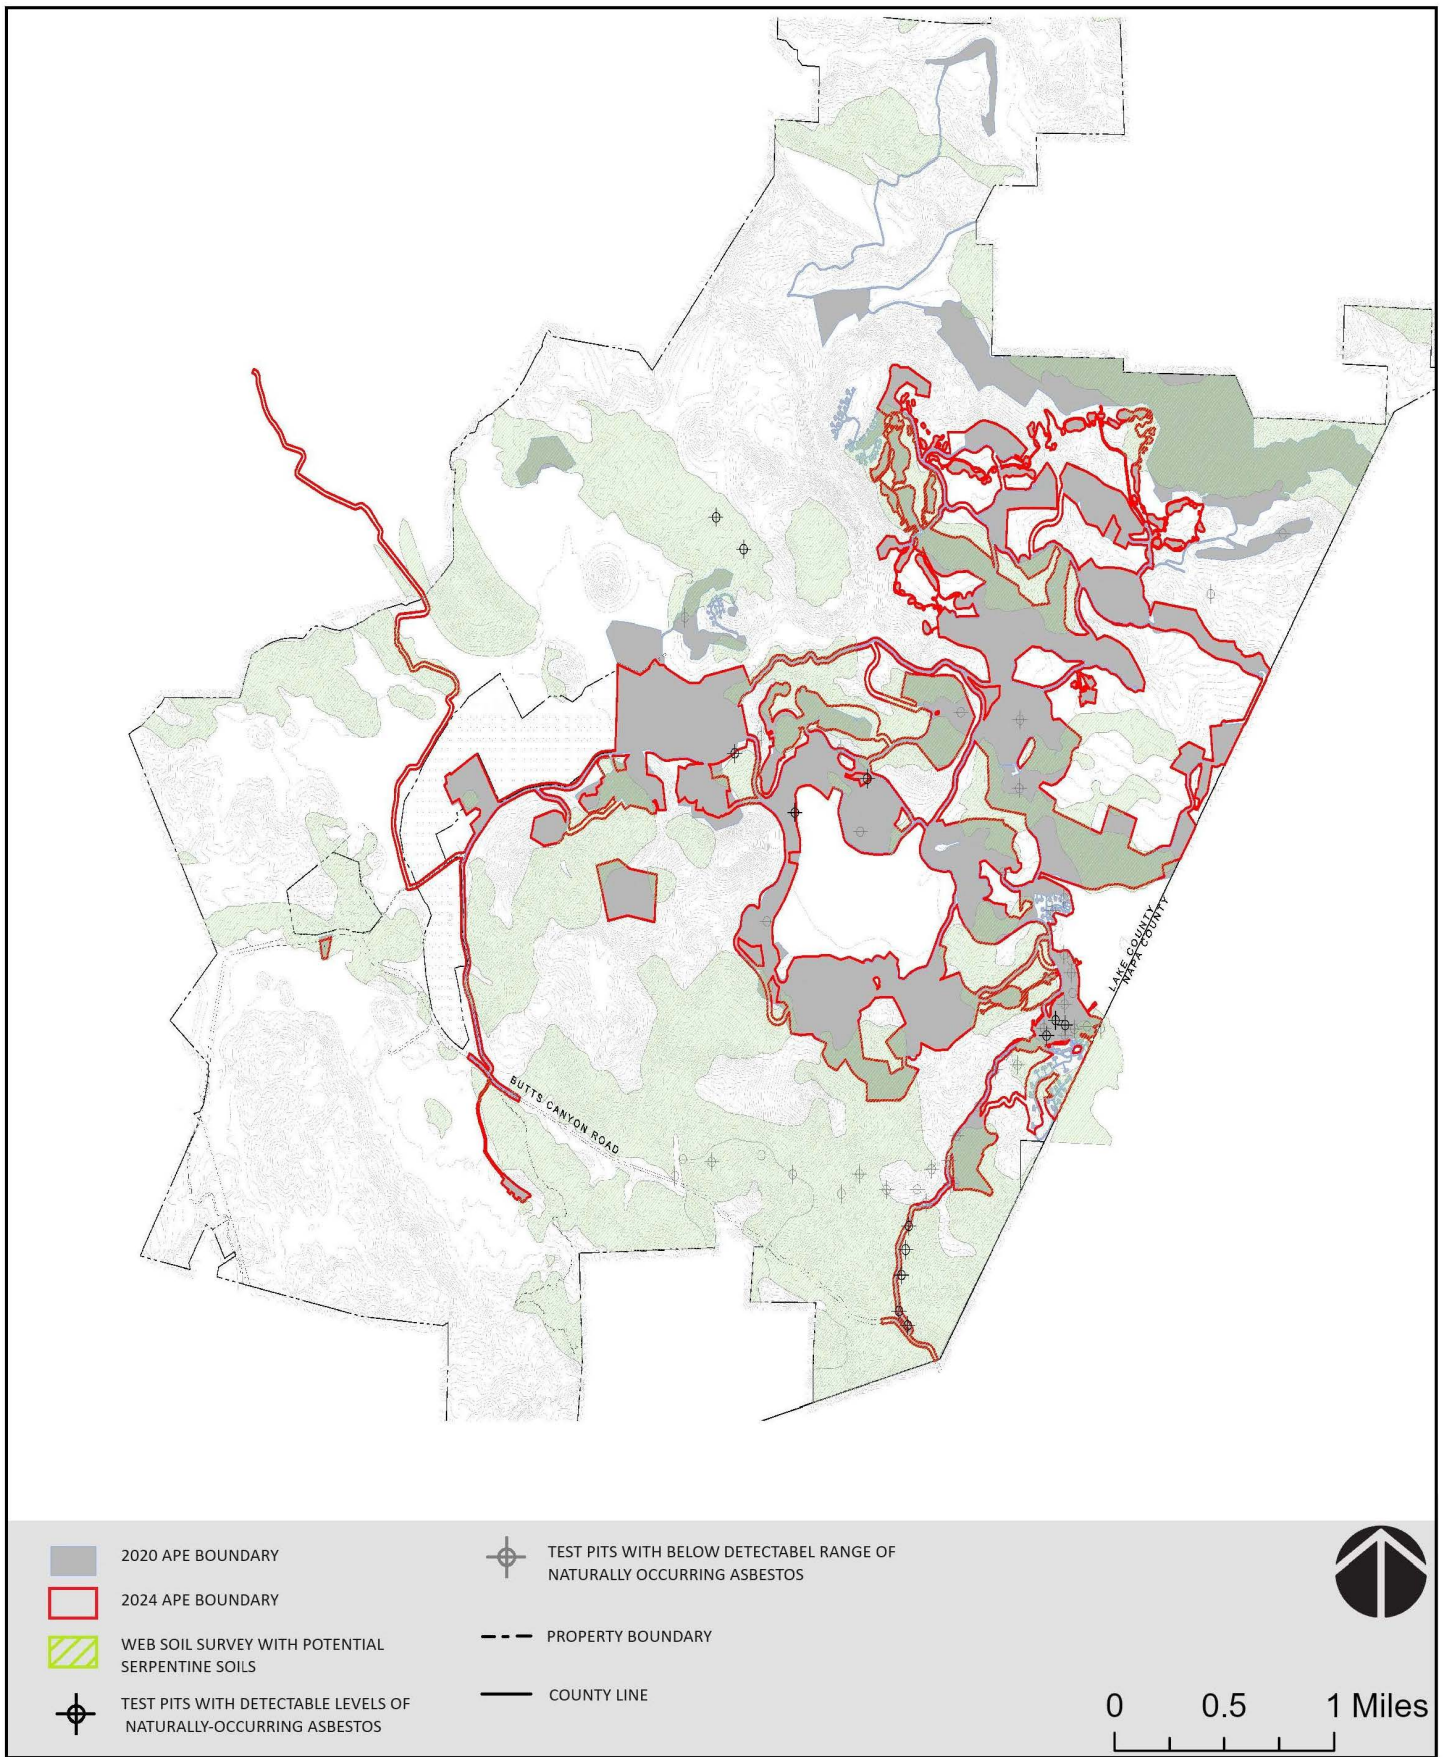 LAKE COUNTY
NAPA COUNTY
BUTTS CANYON ROAD
2020 APE BOUNDARY
2024 APE BOUNDARY
WEB SOIL SURVEY WITH POTENTIAL
SERPENTINE SOILS
TEST PITS WITH DETECTABLE LEVELS OF
NATURALLY-OCCURRING ASBESTOS
TEST PITS WITH BELOW DETECTABEL RANGE OF
NATURALLY OCCURRING ASBESTOS
PROPERTY BOUNDARY
COUNTY LINE
0 0.5 1 Miles